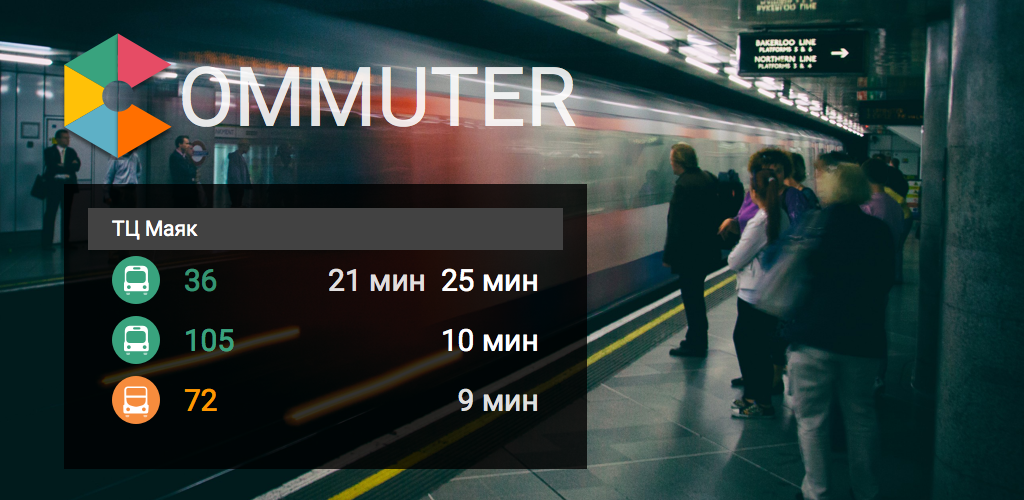 COMMUTER
BAKERLOO LINE
PLATFORMS 5 & 6
NORTHERN LINE
PLATFORMS 3 & 4
ТЦ Маяк
36 21 мин 25 мин
105 10 мин
72 9 мин